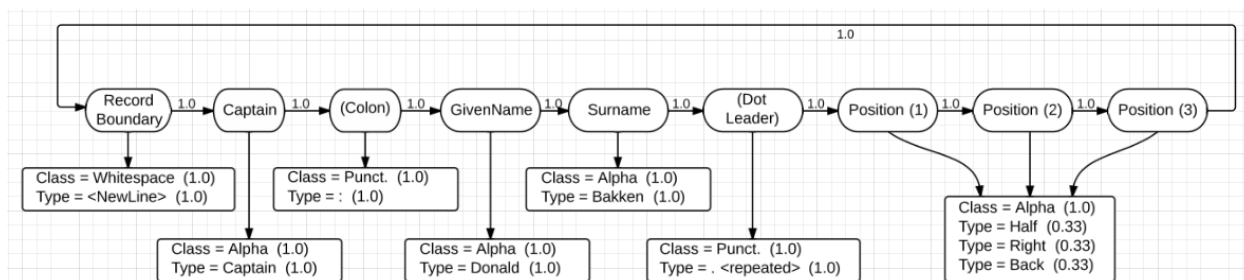 1.0
Record
Boundary
1.0
Captain
1.0
(Colon)
1.0
GivenName
1.0
Surname
1.0
(Dot
Leader)
1.0
Position (1)
1.0
Position (2)
1.0
Position (3)
Class = Whitespace (1.0)
Type = <NewLine> (1.0)
Class = Punct. (1.0)
Type = : (1.0)
Class = Alpha (1.0)
Type = Bakken (1.0)
Class = Alpha (1.0)
Type = Half (0.33)
Type = Right (0.33)
Type = Back (0.33)
Class = Alpha (1.0)
Type = Captain (1.0)
Class = Alpha (1.0)
Type = Donald (1.0)
Class = Punct. (1.0)
Type = . <repeated> (1.0)